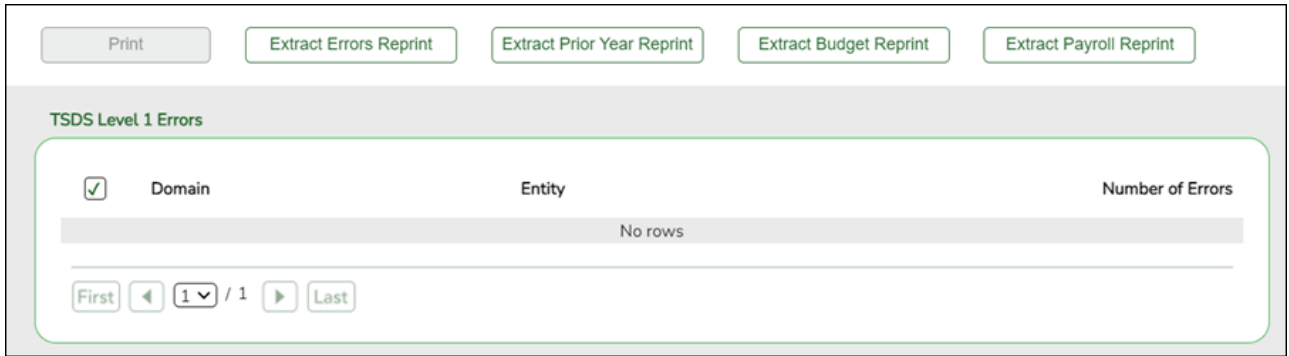 Print Extract Errors Reprint Extract Prior Year Reprint Extract Budget Reprint Extract Payroll Reprint
TSDS Level 1 Errors
Domain Entity Number of Errors
No rows
First 1 / 1 Last